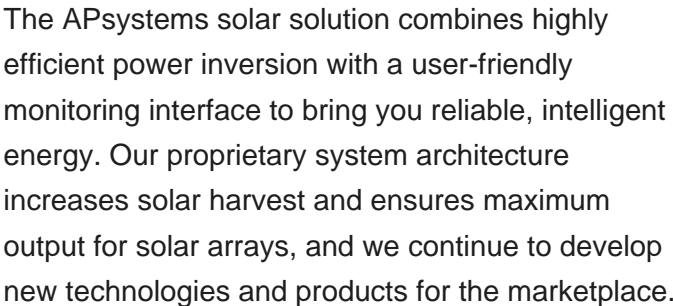 The APsystems solar solution combines highly
efficient power inversion with a user-friendly
monitoring interface to bring you reliable, intelligent
energy. Our proprietary system architecture
increases solar harvest and ensures maximum
output for solar arrays, and we continue to develop
new technologies and products for the marketplace.